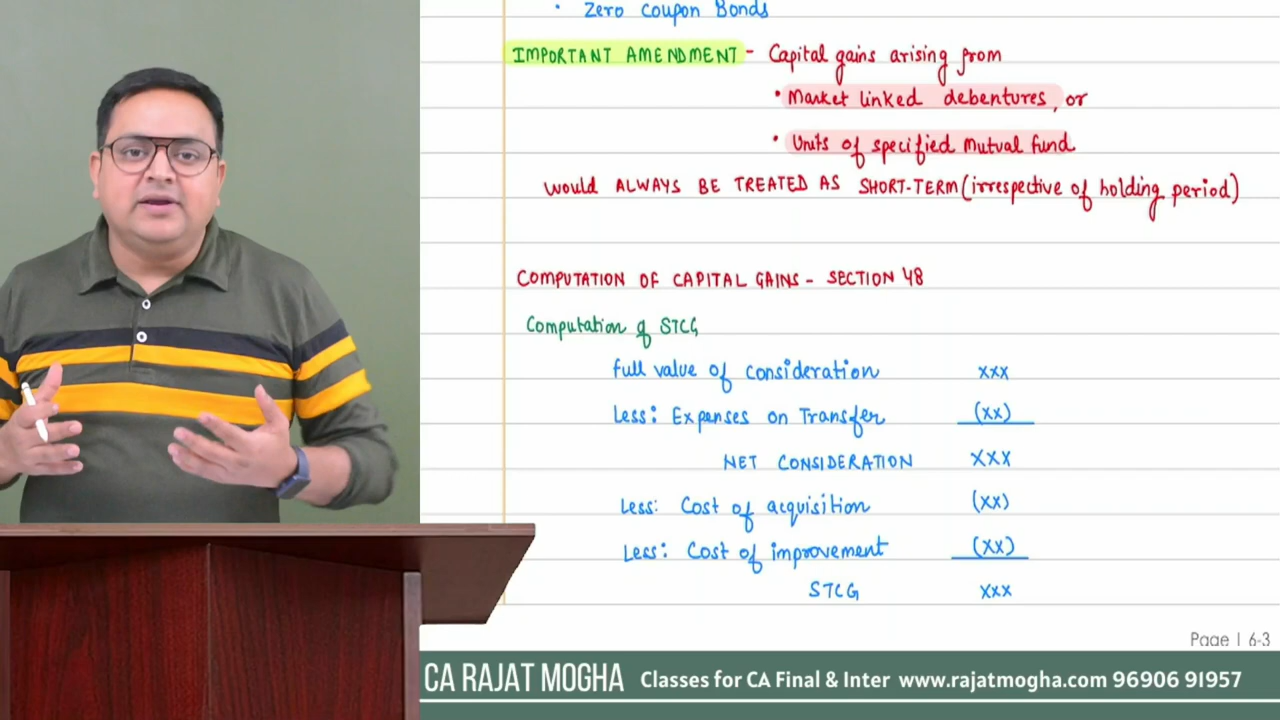 • Zero Coupon Bonds
IMPORTANT AMENDMENT - Capital gains arising from
• Market linked debentures, or
• Units of specified Mutual fund
would ALWAYS BE TREATED AS SHORT-TERM (irrespective of holding period)
COMPUTATION OF CAPITAL GAINS - SECTION 48
Computation of STCG
Full value of consideration xxx
Less: Expenses on Transfer (xx)
NET CONSIDERATION xxx
Less: Cost of acquisition (xx)
Less: Cost of improvement (xx)
STCG xxx
Page | 6-3
CA RAJAT MOGHA Classes for CA Final & Inter www.rajatmogha.com 96906 91957